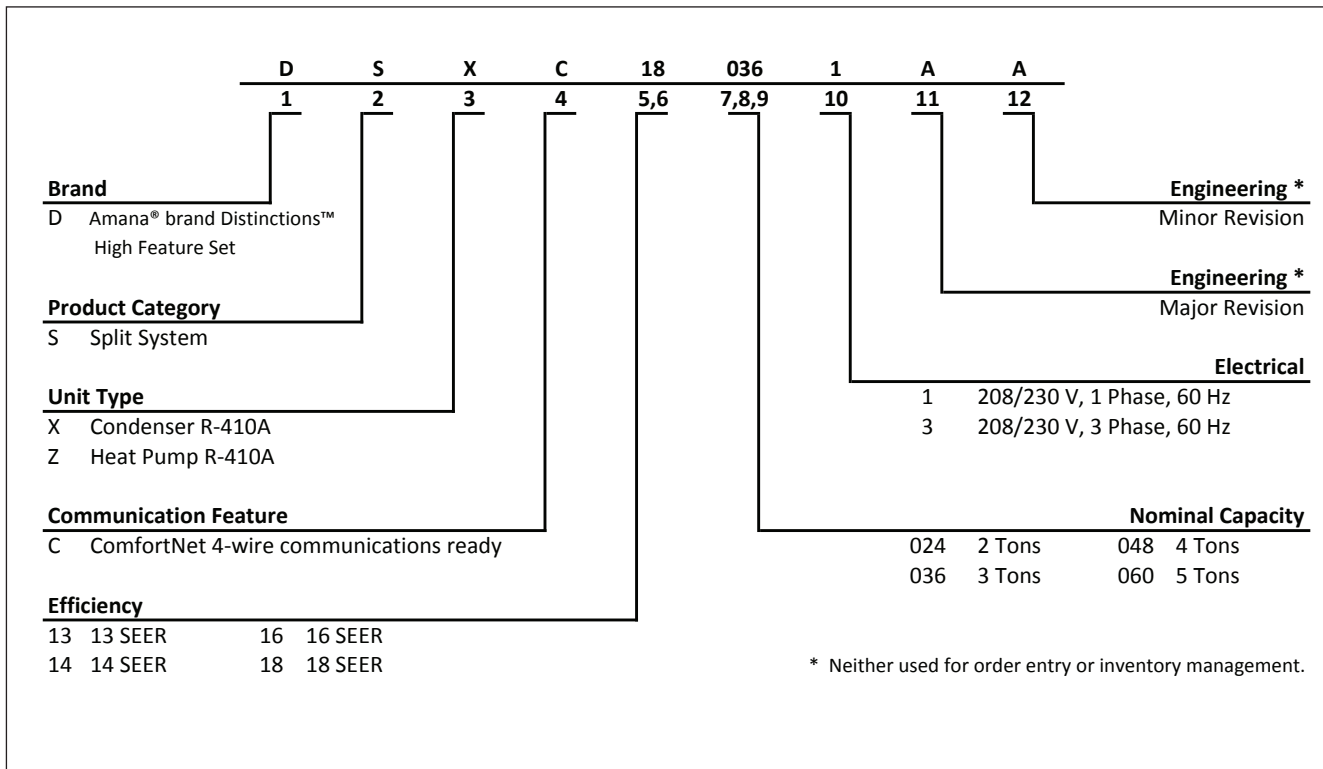 D S X C 18 036 1 A A
1 2 3 4 5,6 7,8,9 10 11 12
Brand
D Amana® brand Distinctions™
High Feature Set
Product Category
S Split System
Unit Type
X Condenser R-410A
Z Heat Pump R-410A
Communication Feature
C ComfortNet 4-wire communications ready
Efficiency
13 13 SEER 16 16 SEER
14 14 SEER 18 18 SEER
Engineering *
Minor Revision
Engineering *
Major Revision
Electrical
1 208/230 V, 1 Phase, 60 Hz
3 208/230 V, 3 Phase, 60 Hz
Nominal Capacity
024 2 Tons 048 4 Tons
036 3 Tons 060 5 Tons
* Neither used for order entry or inventory management.